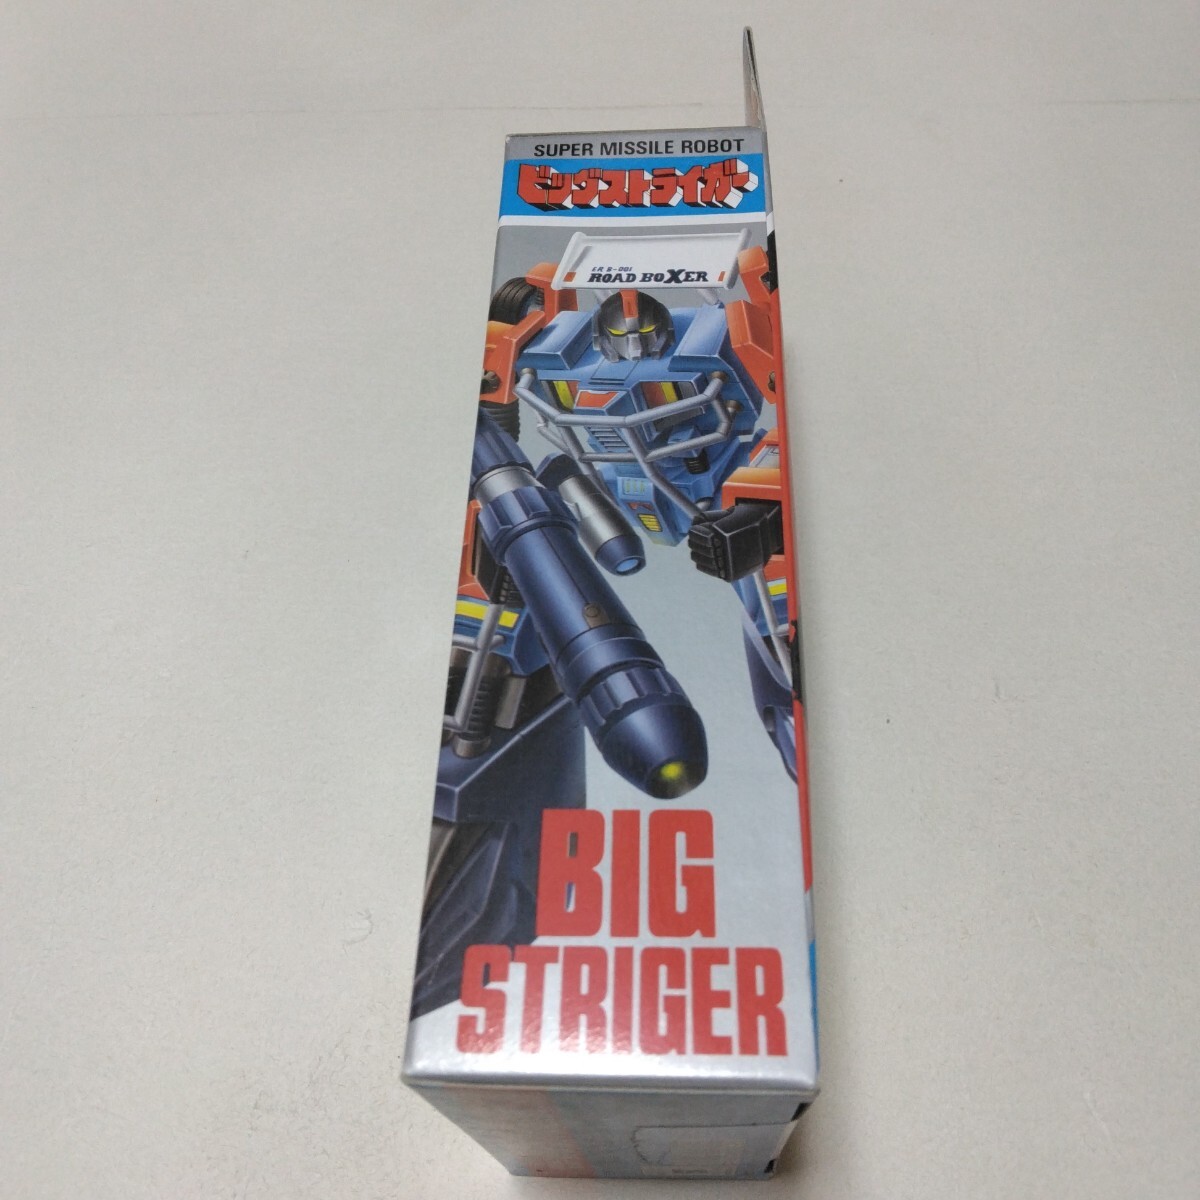 SUPER MISSILE ROBOT
ビッグストライガー
I.R.S-001
ROAD BOXER
BIG
STRIGER